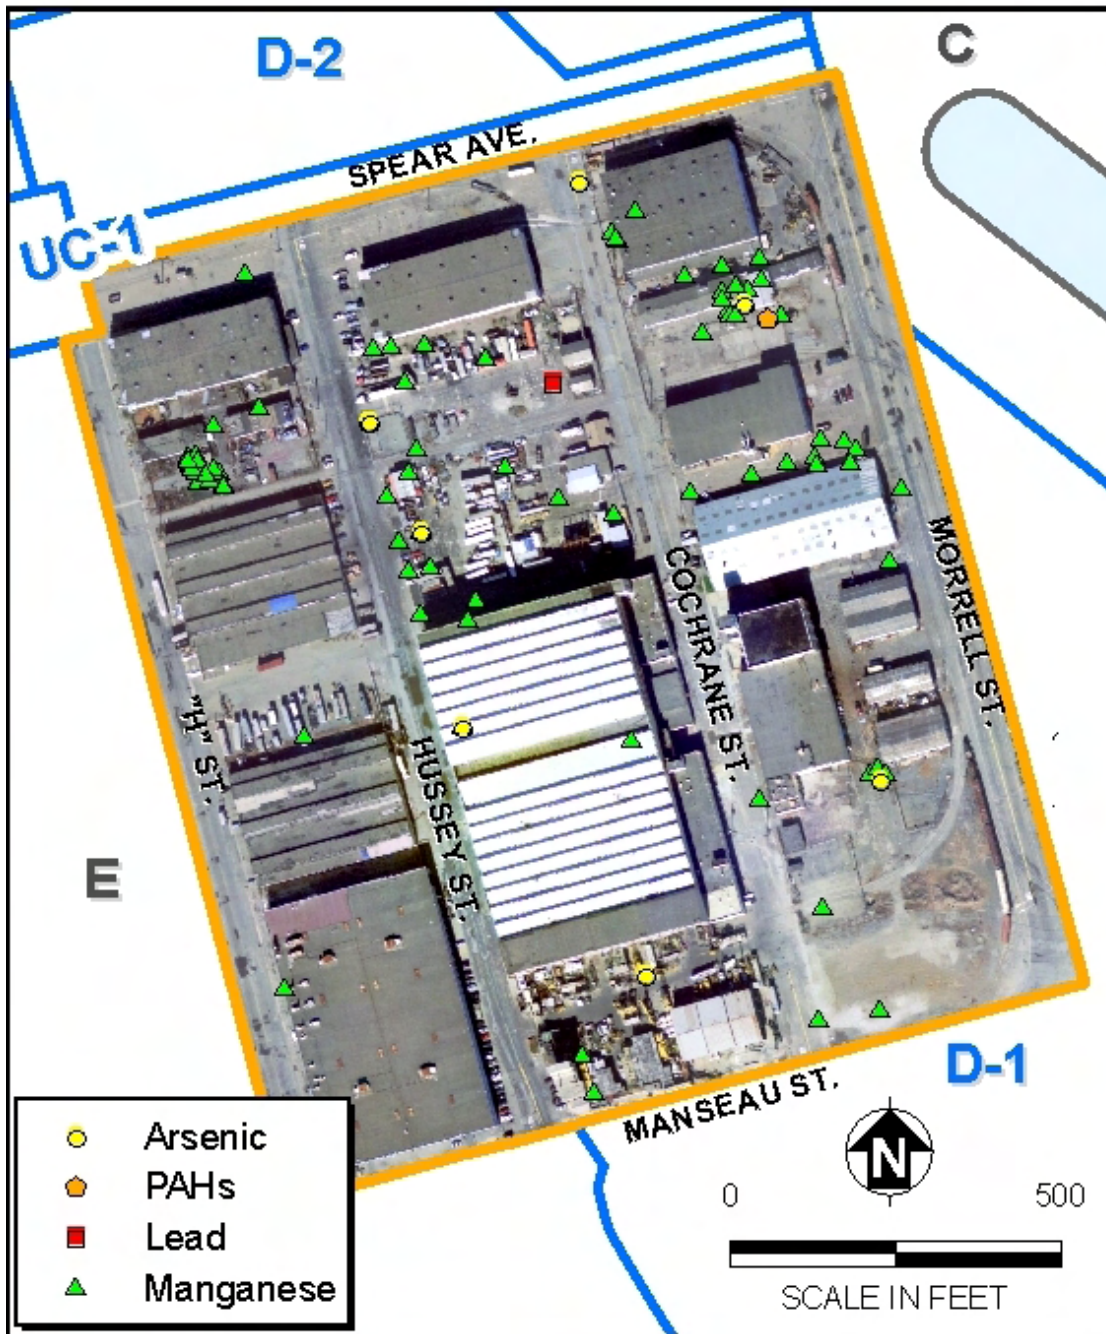 D-2
C
SPEAR AVE.
UC-1
COCHRANE ST.
MORRELL ST.
"H" ST.
HUSSEY ST.
E
D-1
MANSEAU ST.
Arsenic
PAHs
Lead
Manganese
N
0 500
SCALE IN FEET